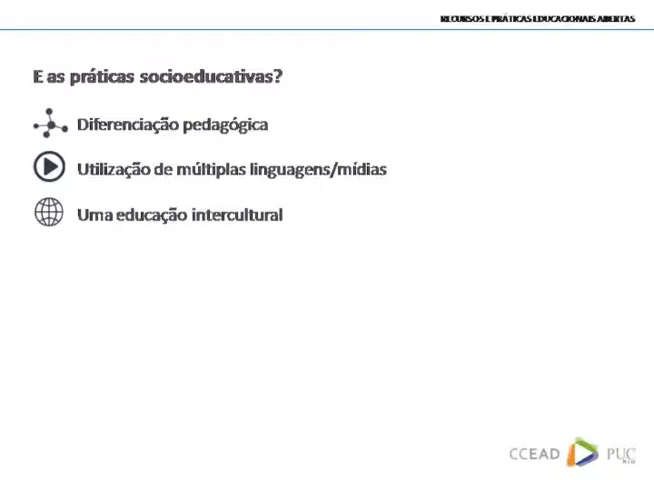 RECURSOS E PRÁTICAS EDUCACIONAIS ABERTAS
E as práticas socioeducativas?
Diferenciação pedagógica
Utilização de múltiplas linguagens/mídias
Uma educação intercultural
CCEAD PUC
RIO